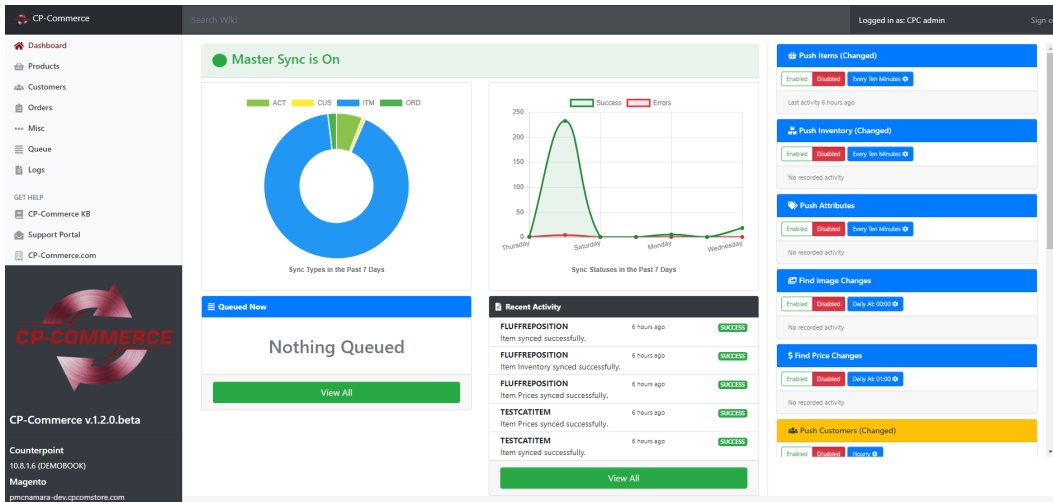 CP-Commerce
Search Wiki
Logged in as: CPC admin
Sign o
Dashboard
Products
Customers
Orders
Misc
Queue
Logs
GET HELP
CP-Commerce KB
Support Portal
CP-Commerce.com
CP-COMMERCE
CP-Commerce v.1.2.0.beta
Counterpoint
10.8.1.6 (DEMOBOOK)
Magento
pmcnamara-dev.cpcomstore.com
Master Sync is On
ACT CUS ITM ORD
Sync Types in the Past 7 Days
Success Errors
250
200
150
100
50
0
Thursday Saturday Monday Wednesday
Sync Statuses in the Past 7 Days
Queued Now
Nothing Queued
View All
Recent Activity
FLUFFREPOSITION 6 hours ago SUCCESS
Item synced successfully.
FLUFFREPOSITION 6 hours ago SUCCESS
Item Inventory synced successfully.
FLUFFREPOSITION 6 hours ago SUCCESS
Item Prices synced successfully.
TESTCATITEM 6 hours ago SUCCESS
Item Prices synced successfully.
TESTCATITEM 6 hours ago SUCCESS
Item synced successfully.
View All
Push Items (Changed)
Enabled Disabled Every Ten Minutes
Last activity 6 hours ago
Push Inventory (Changed)
Enabled Disabled Every Ten Minutes
No recorded activity
Push Attributes
Enabled Disabled Every Ten Minutes
No recorded activity
Find Image Changes
Enabled Disabled Daily At: 00:00
No recorded activity
$ Find Price Changes
Enabled Disabled Daily At: 01:00
No recorded activity
Push Customers (Changed)
Enabled Disabled Hourly